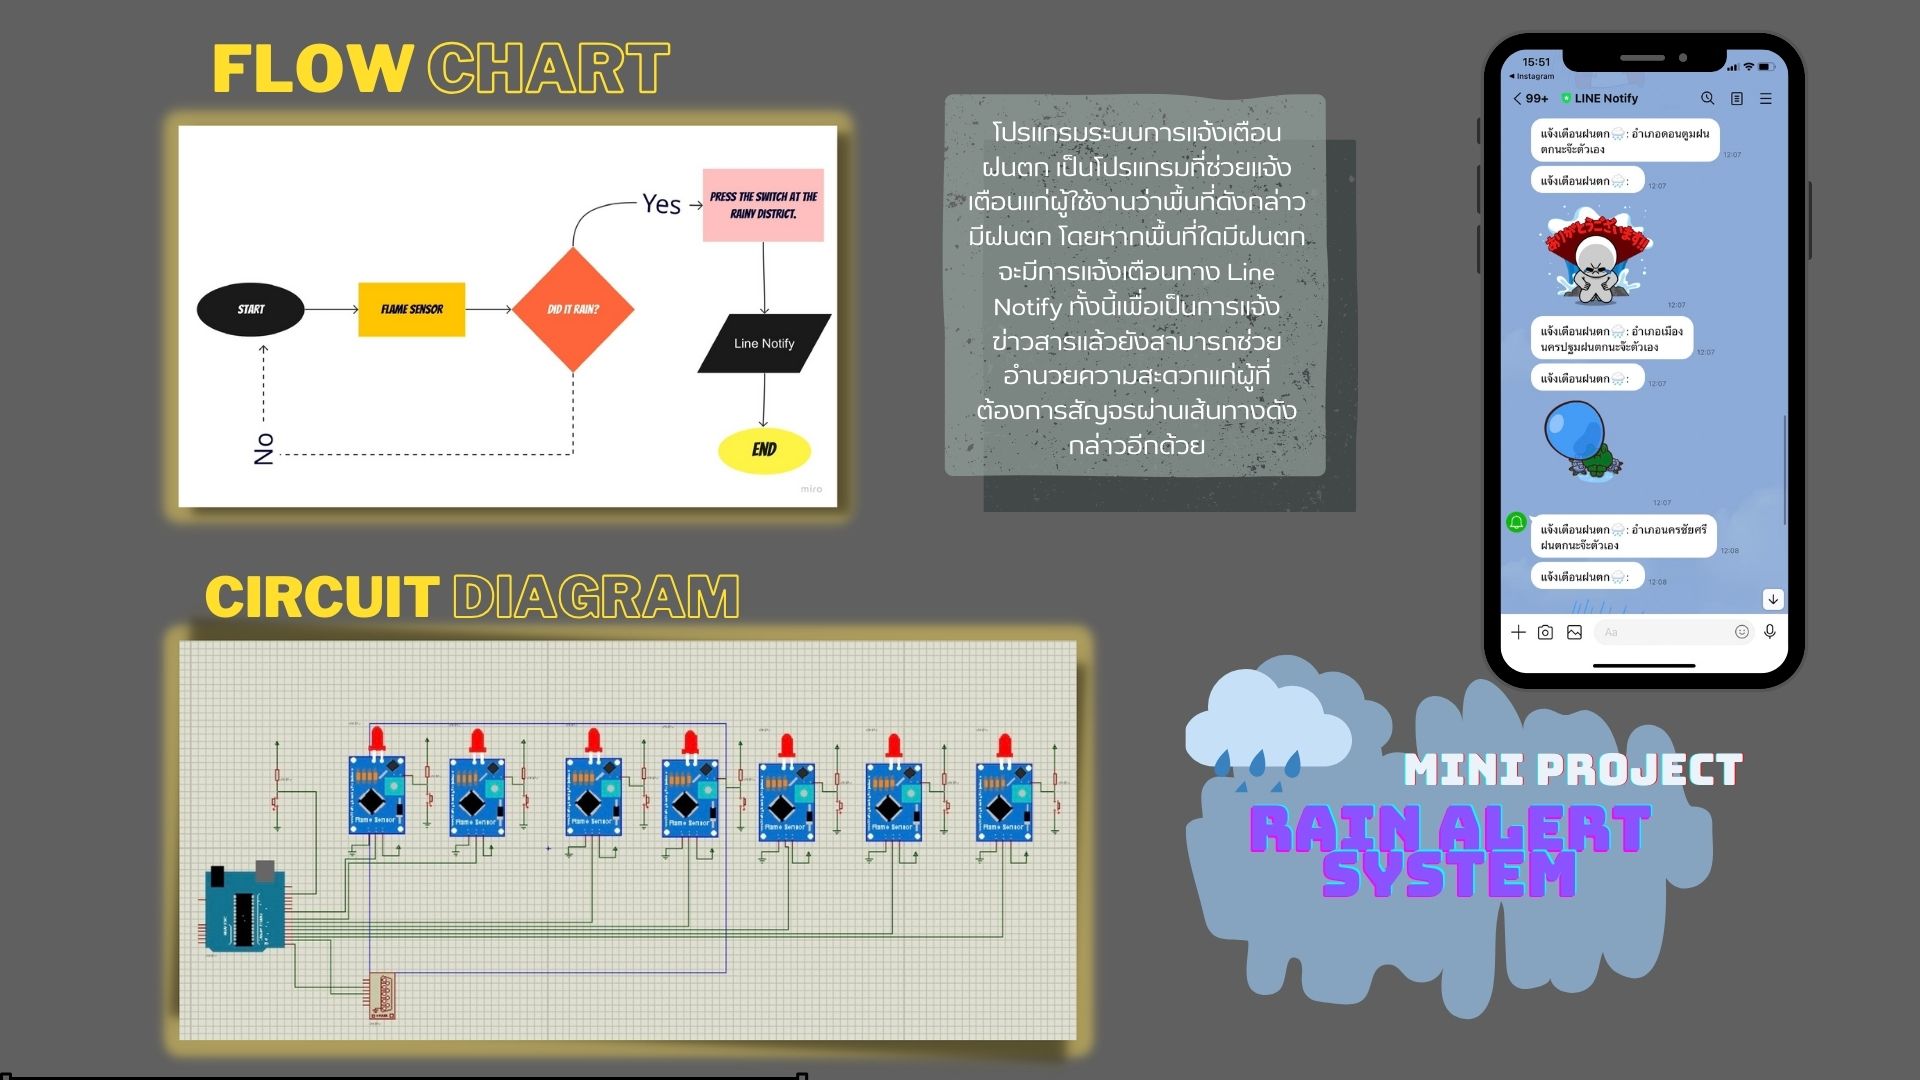 FLOW CHART
START
FLAME SENSOR
DID IT RAIN?
Yes
PRESS THE SWITCH AT THE
RAINY DISTRICT.
Line Notify
END
No
miro
โปรแกรมระบบการแจ้งเตือน
ฝนตก เป็นโปรแกรมที่ช่วยแจ้ง
เตือนแก่ผู้ใช้งานว่าพื้นที่ดังกล่าว
มีฝนตก โดยหากพื้นที่ใดมีฝนตก
จะมีการแจ้งเตือนทาง Line
Notify ทั้งนี้เพื่อเป็นการแจ้ง
ข่าวสารแล้วยังสามารถช่วย
อำนวยความสะดวกแก่ผู้ที่
ต้องการสัญจรผ่านเส้นทางดัง
กล่าวอีกด้วย
15:51
Instagram
99+ LINE Notify
แจ้งเตือนฝนตก🌧️: อำเภอดอนตูมฝน
ตกนะจ๊ะตัวเอง
12:07
แจ้งเตือนฝนตก🌧️:
12:07
ありがとうございます!!
12:07
แจ้งเตือนฝนตก🌧️: อำเภอเมือง
นครปฐมฝนตกนะจ๊ะตัวเอง
12:07
แจ้งเตือนฝนตก🌧️:
12:07
12:07
แจ้งเตือนฝนตก🌧️: อำเภอนครชัยศรี
ฝนตกนะจ๊ะตัวเอง
12:08
แจ้งเตือนฝนตก🌧️:
12:08
Aa
CIRCUIT DIAGRAM
Flame Sensor
Flame Sensor
Flame Sensor
Flame Sensor
Flame Sensor
Flame Sensor
Flame Sensor
MINI PROJECT
RAIN ALERT
SYSTEM